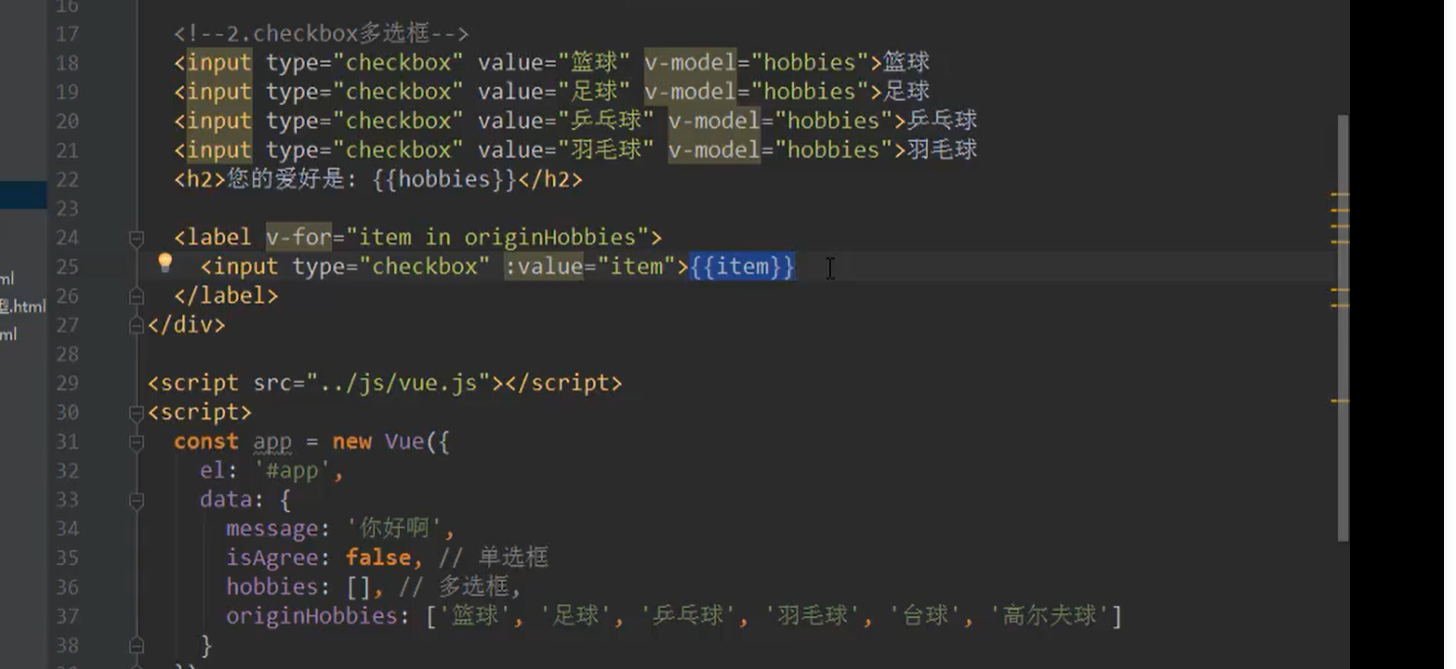 16
17 <!--2.checkbox多选框-->
18 <input type="checkbox" value="篮球" v-model="hobbies">篮球
19 <input type="checkbox" value="足球" v-model="hobbies">足球
20 <input type="checkbox" value="乒乓球" v-model="hobbies">乒乓球
21 <input type="checkbox" value="羽毛球" v-model="hobbies">羽毛球
22 <h2>您的爱好是: {{hobbies}}</h2>
23
24 <label v-for="item in originHobbies">
25 <input type="checkbox" :value="item">{{item}}
ml
26 </label>
型.html
27 </div>
ml
28
29 <script src="../js/vue.js"></script>
30 <script>
31 const app = new Vue({
32 el: '#app',
33 data: {
34 message: '你好啊',
35 isAgree: false, // 单选框
36 hobbies: [], // 多选框,
37 originHobbies: ['篮球', '足球', '乒乓球', '羽毛球', '台球', '高尔夫球']
38 }
})